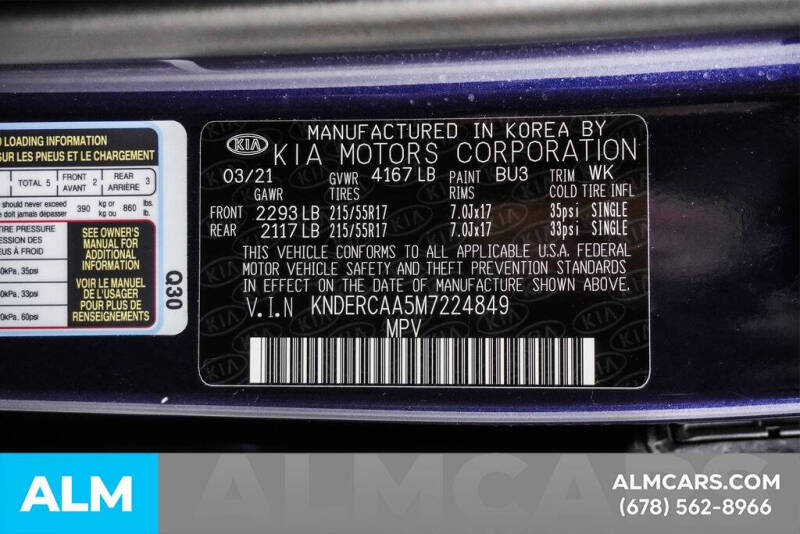 LOADING INFORMATION
SUR LES PNEUS ET LE CHARGEMENT
TOTAL 5 FRONT AVANT 2 REAR ARRIÈRE 3
should never exceed 390 kg or 860 lbs.
doit jamais dépasser kg ou lb.
TIRE PRESSURE
PRESSION DES
À FROID
35psi
33psi
kPa, 60psi
SEE OWNER'S
MANUAL FOR
ADDITIONAL
INFORMATION
VOIR LE MANUEL
DE L'USAGER
POUR PLUS DE
RENSEIGNEMENTS
Q30
KIA
MANUFACTURED IN KOREA BY
KIA MOTORS CORPORATION
03/21 GVWR 4167 LB PAINT BU3 TRIM WK
GAWR TIRES RIMS COLD TIRE INFL
FRONT 2293 LB 215/55R17 7.0Jx17 35psi SINGLE
REAR 2117 LB 215/55R17 7.0Jx17 33psi SINGLE
THIS VEHICLE CONFORMS TO ALL APPLICABLE U.S.A. FEDERAL
MOTOR VEHICLE SAFETY AND THEFT PREVENTION STANDARDS
IN EFFECT ON THE DATE OF MANUFACTURE SHOWN ABOVE.
V.I.N KNDERCAA5M7224849
MPV
ALM
ALMCARS
ALMCARS.COM
(678) 562-8966